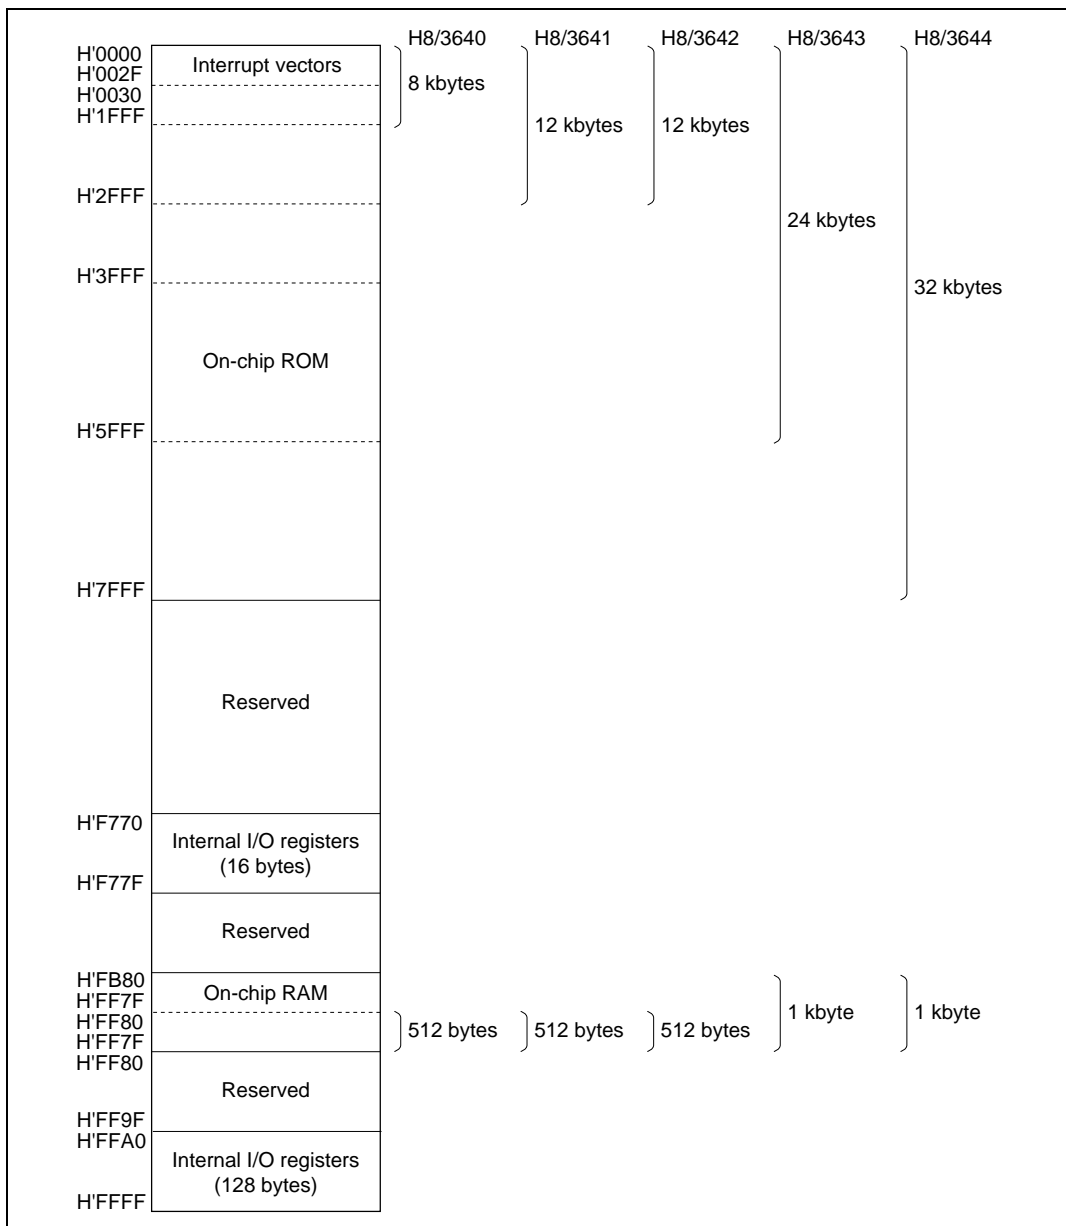 H8/3640 H8/3641 H8/3642 H8/3643 H8/3644
H'0000
Interrupt vectors
H'002F
8 kbytes
H'0030
H'1FFF
12 kbytes 12 kbytes
H'2FFF
24 kbytes
H'3FFF
32 kbytes
On-chip ROM
H'5FFF
H'7FFF
Reserved
H'F770
Internal I/O registers
(16 bytes)
H'F77F
Reserved
H'FB80
On-chip RAM
H'FF7F
1 kbyte 1 kbyte
H'FF80
512 bytes 512 bytes 512 bytes
H'FF7F
H'FF80
Reserved
H'FF9F
H'FFA0
Internal I/O registers
(128 bytes)
H'FFFF